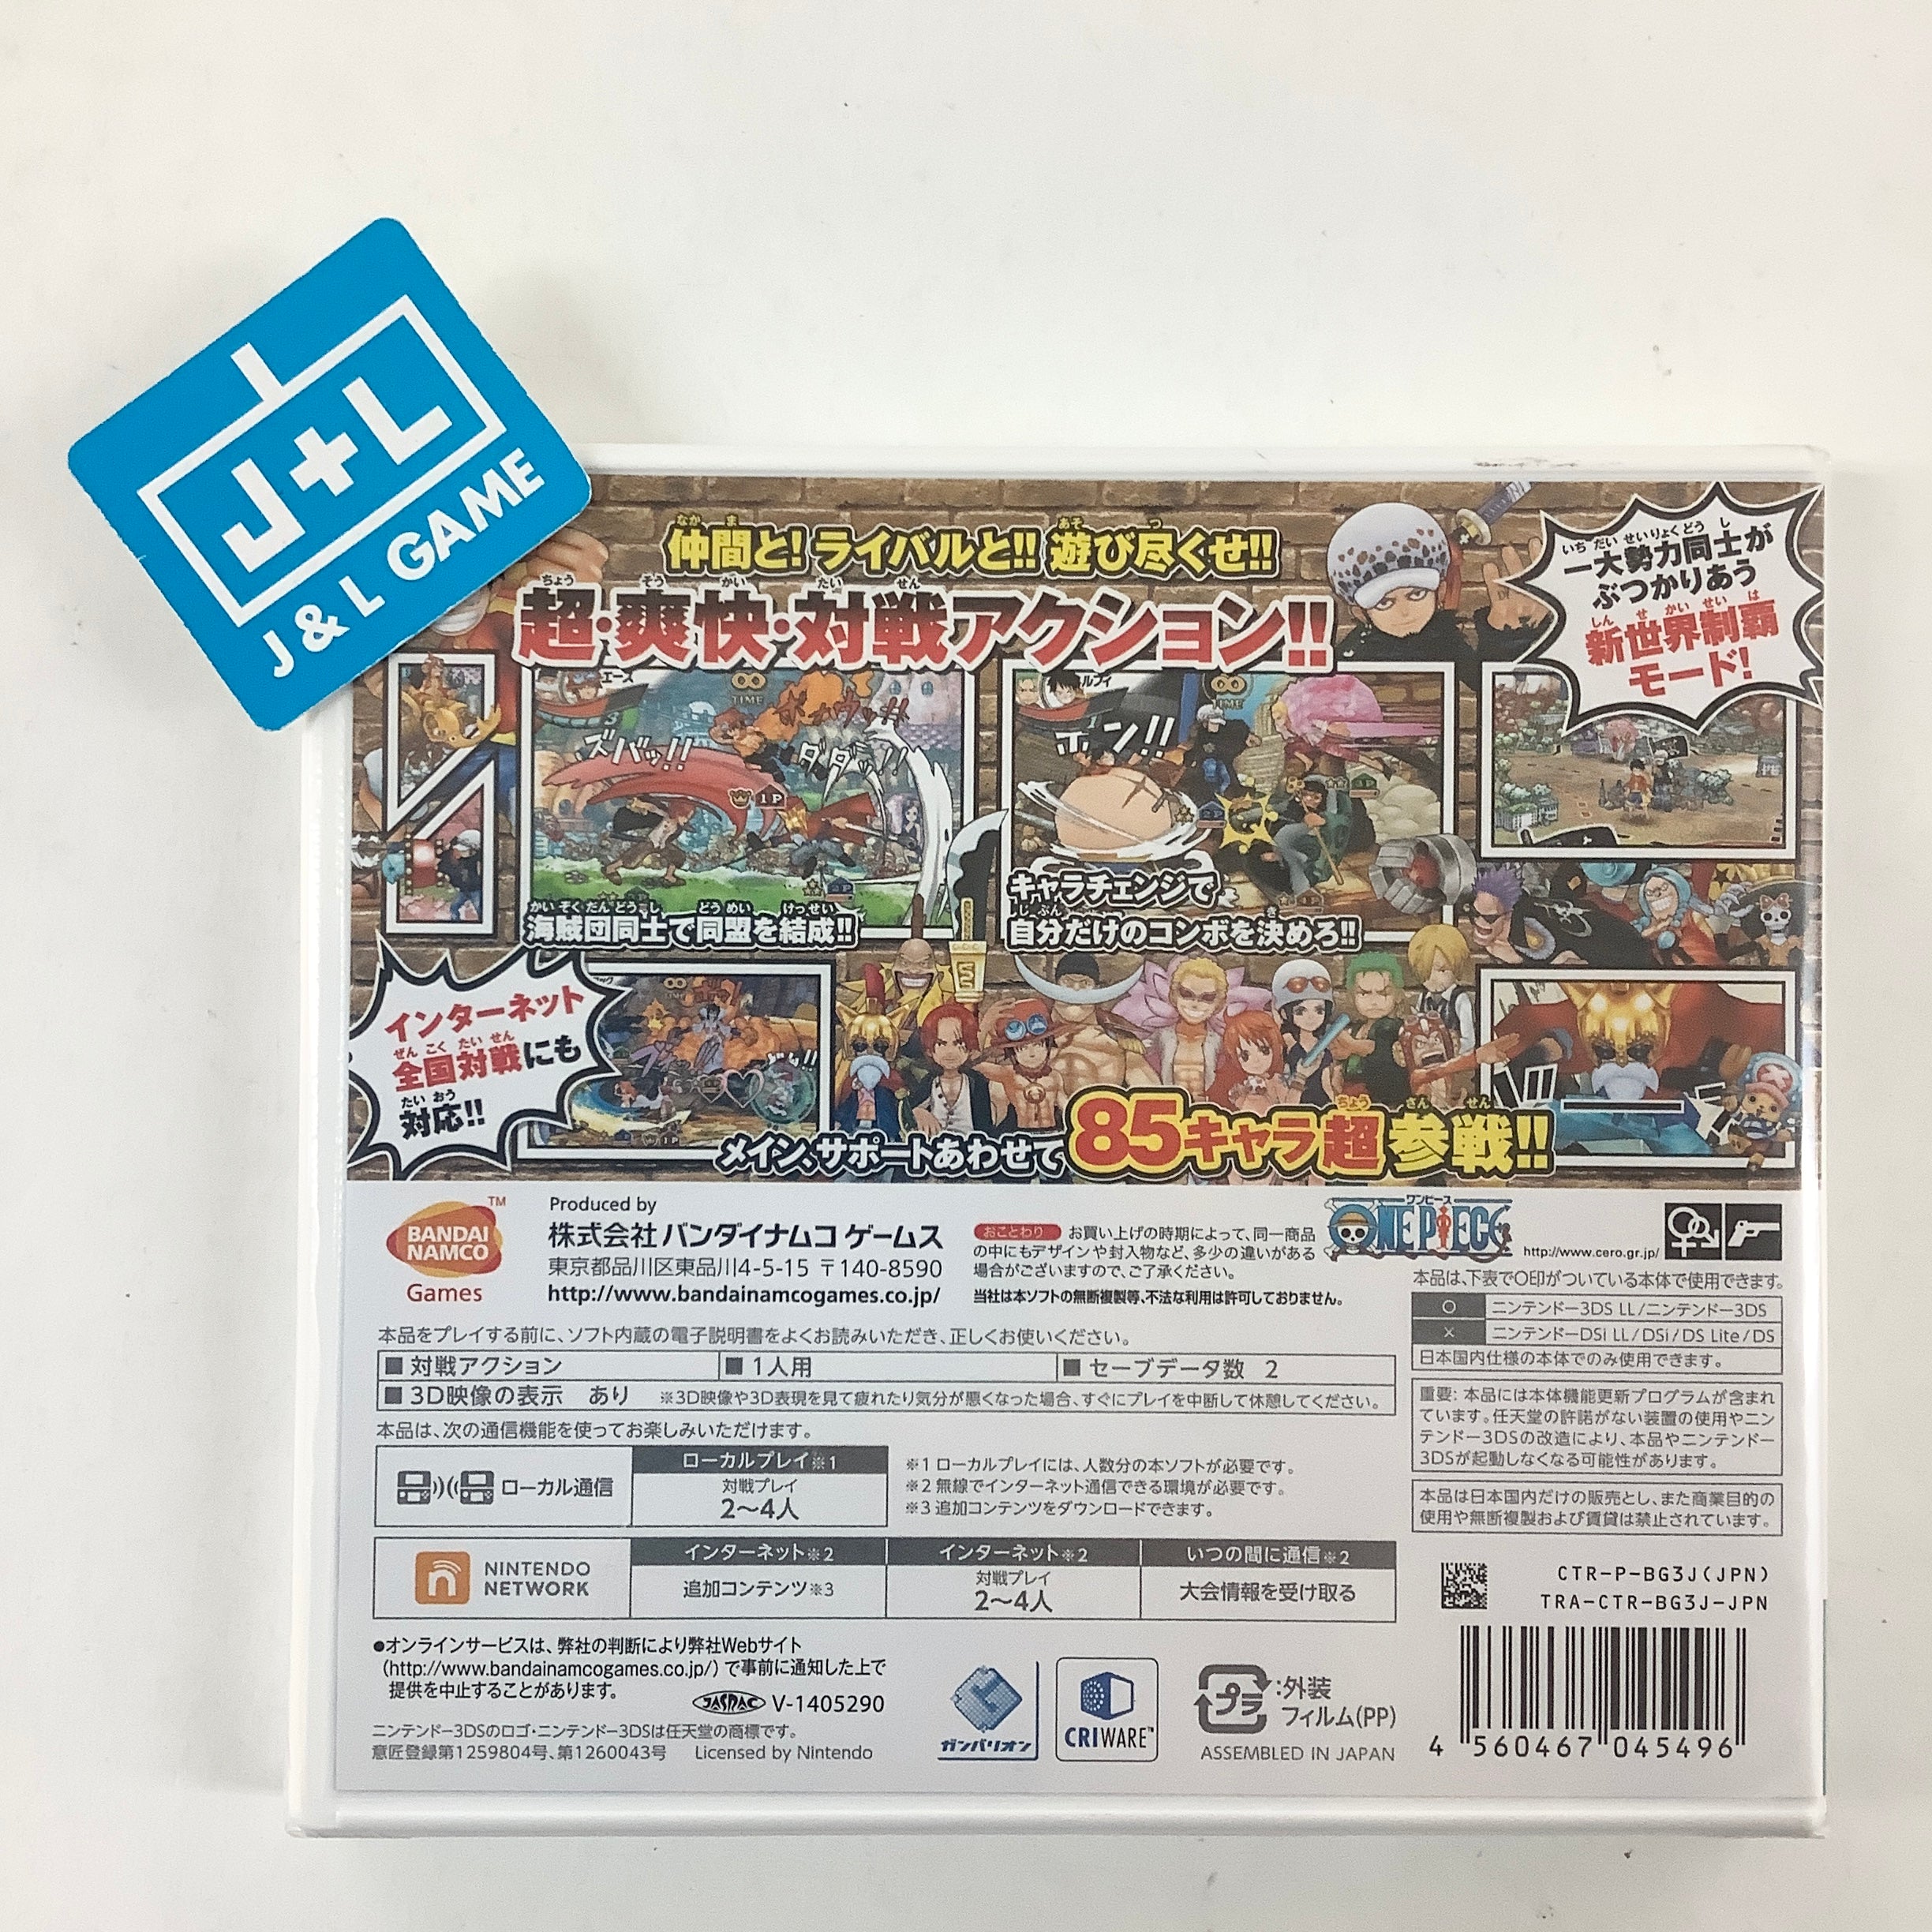 J+L
J & L GAME
仲間と! ライバルと!! 遊び尽くせ!!
超・爽快・対戦アクション!!
一大勢力同士が
ぶつかりあう
新世界制覇
モード!
エース
TIME
ズバッ!!
1P
2P
海賊団同士で同盟を結成!!
TIME
2P
キャラチェンジで
自分だけのコンボを決めろ!!
インターネット
全国対戦にも
対応!!
1P
メイン、サポートあわせて85キャラ超参戦!!
BANDAI
NAMCO
Games
TM
Produced by
株式会社 バンダイナムコ ゲームス
東京都品川区東品川4-5-15 〒140-8590
http://www.bandainamcogames.co.jp/
おことわり お買い上げの時期によって、同一商品
の中にもデザインや封入物など、多少の違いがある
場合がございますので、ご了承ください。
当社は本ソフトの無断複製等、不法な利用は許可しておりません。
ワンピース
ONE PIECE
http://www.cero.gr.jp/
本品は、下表で○印がついている本体で使用できます。
○ ニンテンドー3DS LL/ニンテンドー3DS
× ニンテンドーDSi LL/DSi/DS Lite/DS
日本国内仕様の本体でのみ使用できます。
重要: 本品には本体機能更新プログラムが含まれ
ています。任天堂の許諾がない装置の使用やニン
テンドー3DSの改造により、本品やニンテンドー
3DSが起動しなくなる可能性があります。
本品は日本国内だけの販売とし、また商業目的の
使用や無断複製および賃貸は禁止されています。
本品をプレイする前に、ソフト内蔵の電子説明書をよくお読みいただき、正しくお使いください。
■ 対戦アクション ■ 1人用 ■ セーブデータ数 2
■ 3D映像の表示 あり ※3D映像や3D表現を見て疲れたり気分が悪くなった場合、すぐにプレイを中断して休憩してください。
本品は、次の通信機能を使ってお楽しみいただけます。
ローカル通信
ローカルプレイ※1
対戦プレイ
2〜4人
※1 ローカルプレイには、人数分の本ソフトが必要です。
※2 無線でインターネット通信できる環境が必要です。
※3 追加コンテンツをダウンロードできます。
NINTENDO
NETWORK
インターネット※2
追加コンテンツ※3
インターネット※2
対戦プレイ
2〜4人
いつの間に通信※2
大会情報を受け取る
CTR-P-BG3J(JPN)
TRA-CTR-BG3J-JPN
●オンラインサービスは、弊社の判断により弊社Webサイト
(http://www.bandainamcogames.co.jp/) で事前に通知した上で
提供を中止することがあります。
JASRAC V-1405290
ニンテンドー3DSのロゴ・ニンテンドー3DSは任天堂の商標です。
意匠登録第1259804号、第1260043号 Licensed by Nintendo
ガンバリオン
CRIWARE™
プラ
:外装
フィルム(PP)
ASSEMBLED IN JAPAN
4 560467 045496